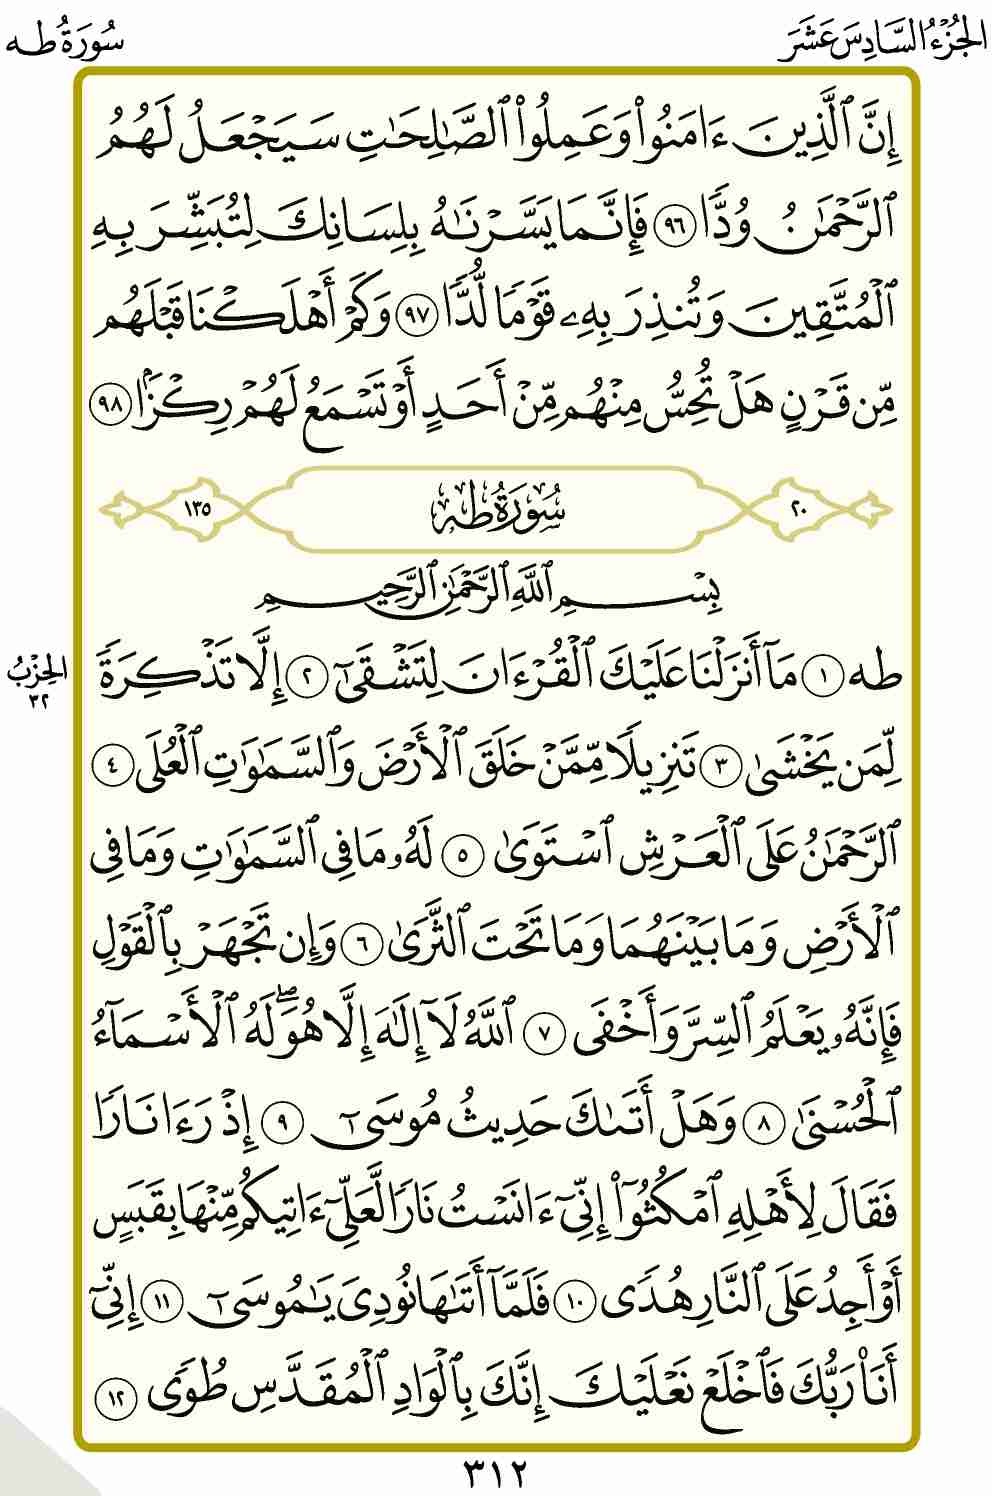 الجُزْءُ السَّادِسَ عَشَرَ
سُورَةُ طه
إِنَّ ٱلَّذِينَ ءَامَنُوا۟ وَعَمِلُوا۟ ٱلصَّـٰلِحَـٰتِ سَيَجْعَلُ لَهُمُ
ٱلرَّحْمَـٰنُ وُدًّا ٩٦ فَإِنَّمَا يَسَّرْنَـٰهُ بِلِسَانِكَ لِتُبَشِّرَ بِهِ
ٱلْمُتَّقِينَ وَتُنذِرَ بِهِۦ قَوْمًا لُّدًّا ٩٧ وَكَمْ أَهْلَكْنَا قَبْلَهُم
مِّن قَرْنٍ هَلْ تُحِسُّ مِنْهُم مِّنْ أَحَدٍ أَوْ تَسْمَعُ لَهُمْ رِكْزًۢا ٩٨
٢٠ سُورَةُ طه ١٣٥
بِسْمِ ٱللَّهِ ٱلرَّحْمَـٰنِ ٱلرَّحِيمِ
طه ١ مَآ أَنزَلْنَا عَلَيْكَ ٱلْقُرْءَانَ لِتَشْقَىٰٓ ٢ إِلَّا تَذْكِرَةً
الحِزْبُ
٣٢
لِّمَن يَخْشَىٰ ٣ تَنزِيلًا مِّمَّنْ خَلَقَ ٱلْأَرْضَ وَٱلسَّمَـٰوَٰتِ ٱلْعُلَى ٤
ٱلرَّحْمَـٰنُ عَلَى ٱلْعَرْشِ ٱسْتَوَىٰ ٥ لَهُۥ مَا فِى ٱلسَّمَـٰوَٰتِ وَمَا فِى
ٱلْأَرْضِ وَمَا بَيْنَهُمَا وَمَا تَحْتَ ٱلثَّرَىٰ ٦ وَإِن تَجْهَرْ بِٱلْقَوْلِ
فَإِنَّهُۥ يَعْلَمُ ٱلسِّرَّ وَأَخْفَى ٧ ٱللَّهُ لَآ إِلَـٰهَ إِلَّا هُوَ ۖ لَهُ ٱلْأَسْمَآءُ
ٱلْحُسْنَىٰ ٨ وَهَلْ أَتَىٰكَ حَدِيثُ مُوسَىٰٓ ٩ إِذْ رَءَا نَارًا
فَقَالَ لِأَهْلِهِ ٱمْكُثُوٓا۟ إِنِّىٓ ءَانَسْتُ نَارًا لَّعَلِّىٓ ءَاتِيكُم مِّنْهَا بِقَبَسٍ
أَوْ أَجِدُ عَلَى ٱلنَّارِ هُدًى ١٠ فَلَمَّآ أَتَىٰهَا نُودِىَ يَـٰمُوسَىٰٓ ١١ إِنِّىٓ
أَنَا۠ رَبُّكَ فَٱخْلَعْ نَعْلَيْكَ إِنَّكَ بِٱلْوَادِ ٱلْمُقَدَّسِ طُوًى ١٢
٣١٢